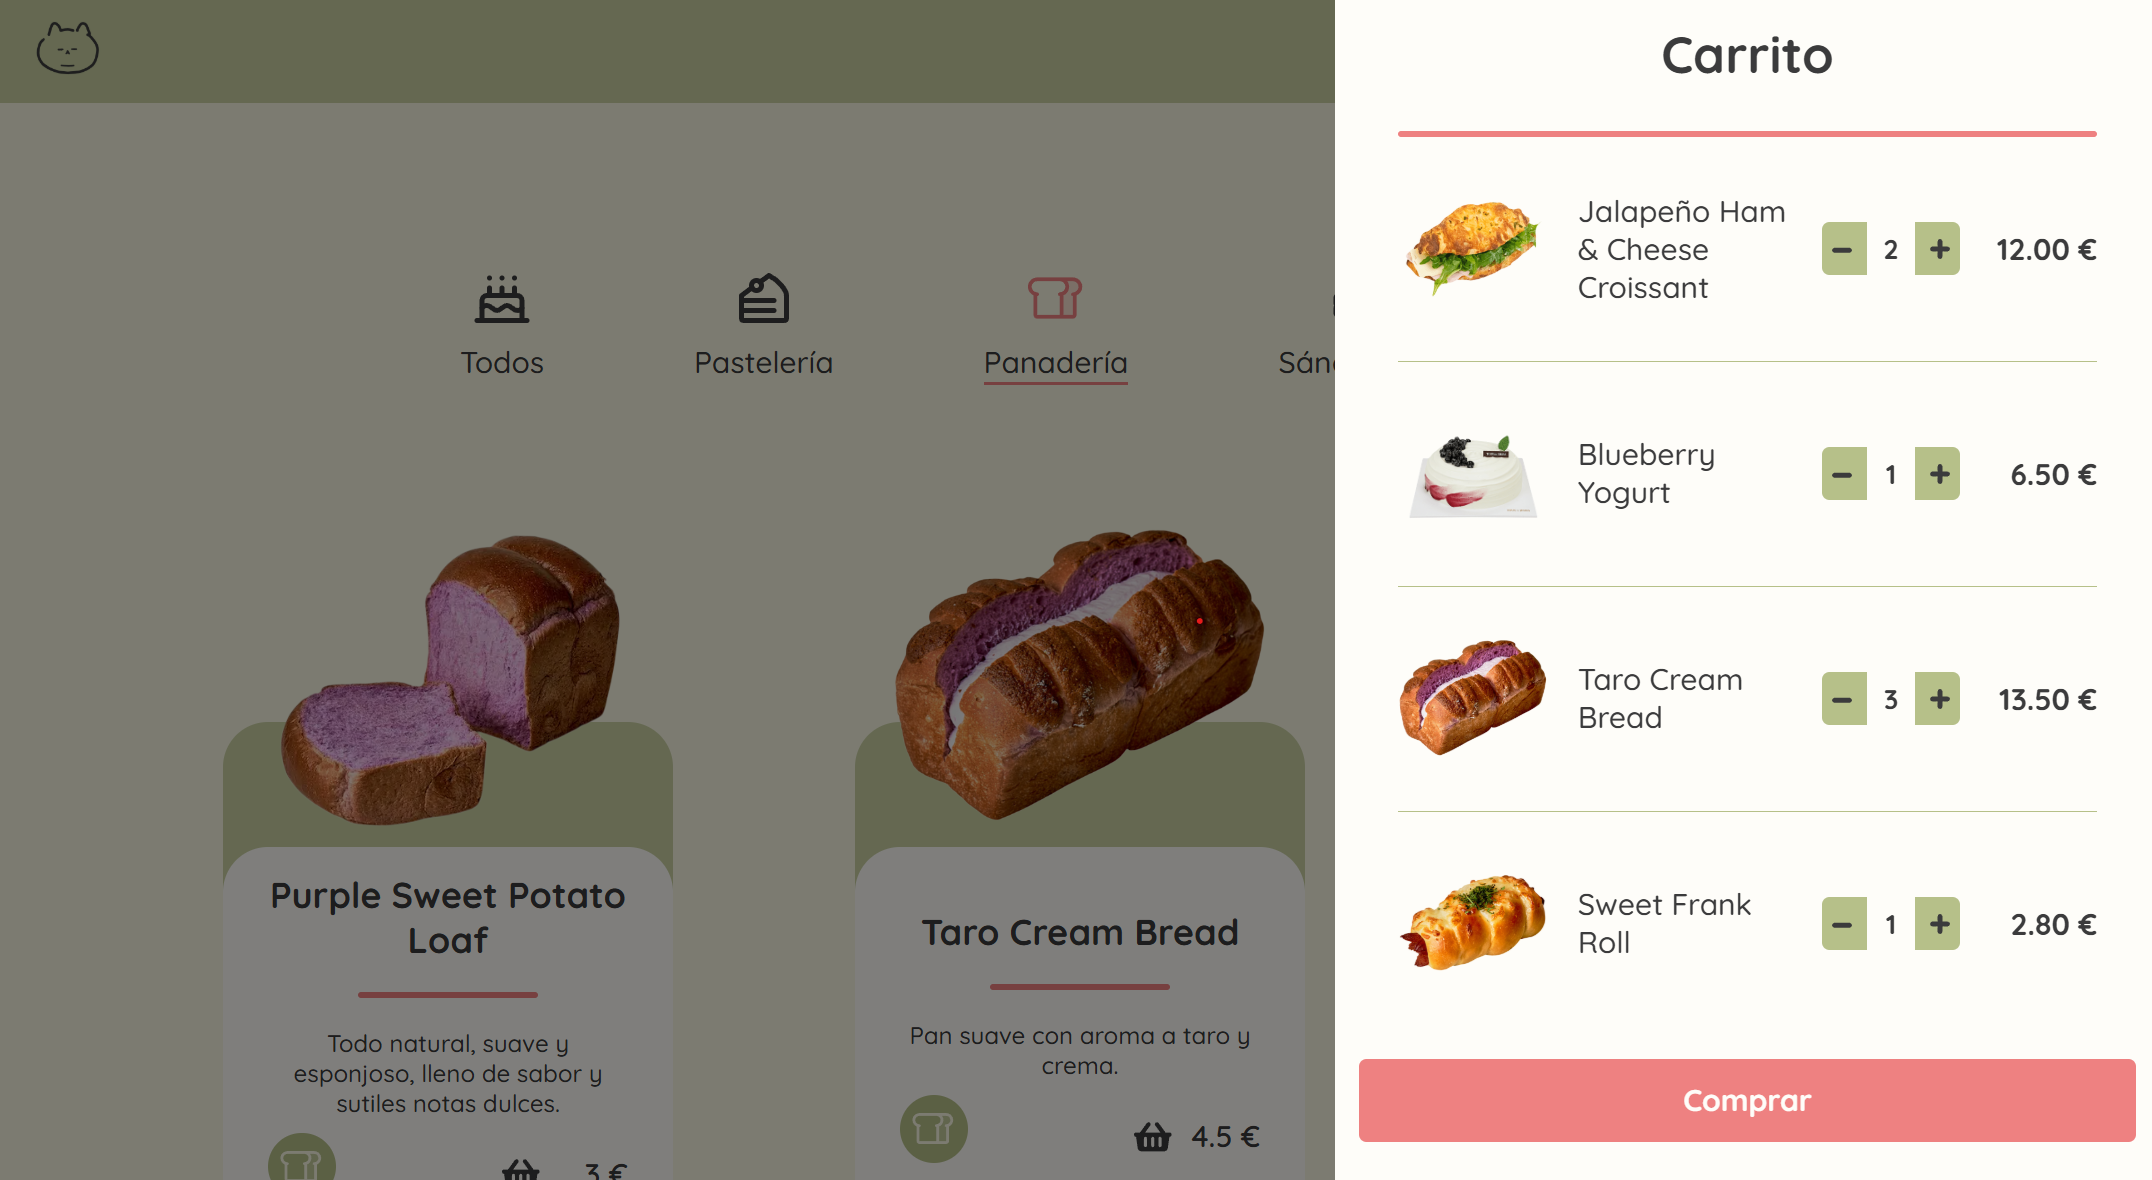 Todos
Pastelería
Panadería
Sán
Purple Sweet Potato
Loaf
Todo natural, suave y
esponjoso, lleno de sabor y
sutiles notas dulces.
3 €
Taro Cream Bread
Pan suave con aroma a taro y
crema.
4.5 €
Carrito
Jalapeño Ham
& Cheese
Croissant
2
12.00 €
Blueberry
Yogurt
1
6.50 €
Taro Cream
Bread
3
13.50 €
Sweet Frank
Roll
1
2.80 €
Comprar